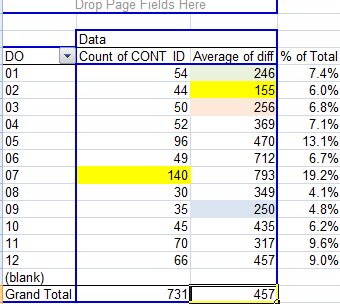 Drop Page Fields Here
Data
DO Count of CONT_ID Average of diff % of Total
01 54 246 7.4%
02 44 155 6.0%
03 50 256 6.8%
04 52 369 7.1%
05 96 470 13.1%
06 49 712 6.7%
07 140 793 19.2%
08 30 349 4.1%
09 35 250 4.8%
10 45 435 6.2%
11 70 317 9.6%
12 66 457 9.0%
(blank)
Grand Total 731 457